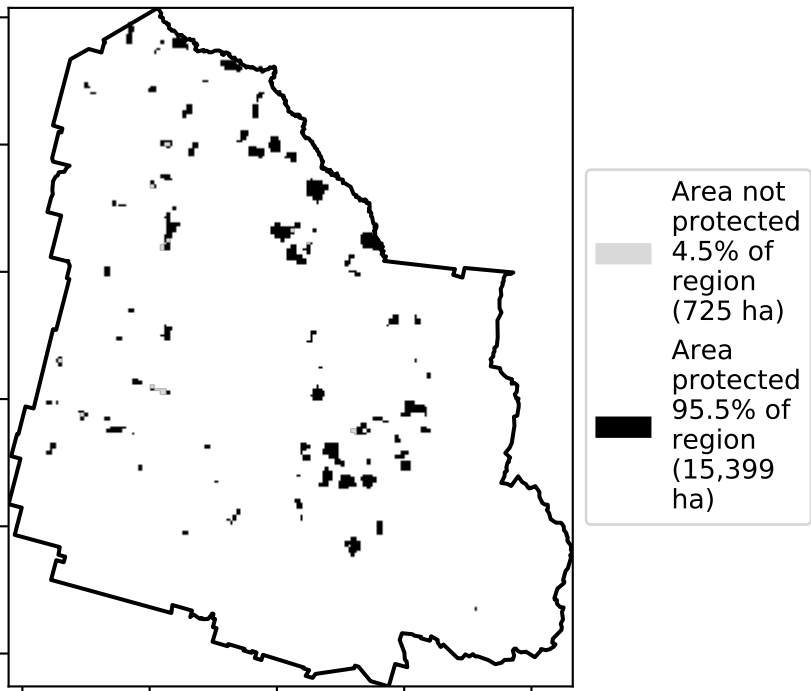 Area not
protected
4.5% of
region
(725 ha)
Area
protected
95.5% of
region
(15,399
ha)